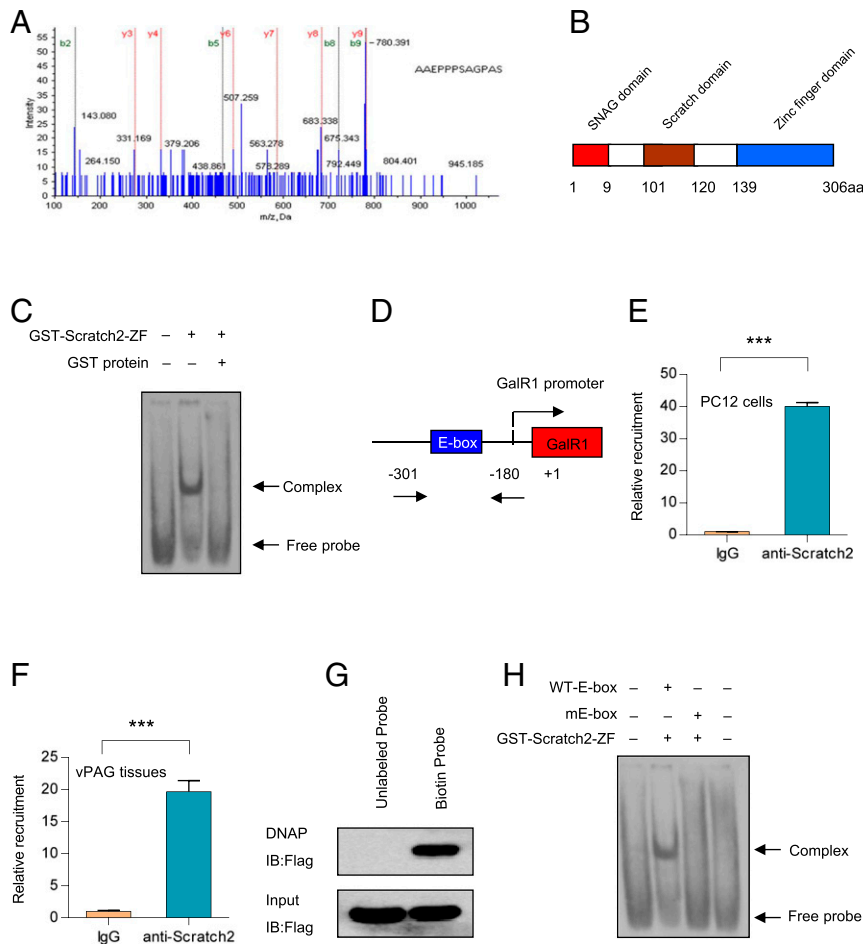 A
b2
y3
y4
b5
y6
y7
y8
b8
b9
y9
55
50
45
40
35
30
25
20
15
10
5
0
Intensity
780.391
AAEPPPSAGPAS
143.080
264.150
331.169
379.206
438.861
507.259
563.278
578.289
683.338
675.343
792.449
804.401
945.185
100 200 300 400 500 600 700 800 900 1000
m/z, Da
B
SNAG domain
Scratch domain
Zinc finger domain
1 9 101 120 139 306aa
C
GST-Scratch2-ZF – + +
GST protein – – +
Complex
Free probe
D
GalR1 promoter
E-box
GalR1
-301 -180 +1
E
***
PC12 cells
Relative recruitment
50
40
30
20
10
0
IgG anti-Scratch2
F
***
vPAG tissues
Relative recruitment
25
20
15
10
5
0
IgG anti-Scratch2
G
Unlabeled Probe
Biotin Probe
DNAP
IB:Flag
Input
IB:Flag
H
WT-E-box – + – –
mE-box – – + –
GST-Scratch2-ZF – + + –
Complex
Free probe